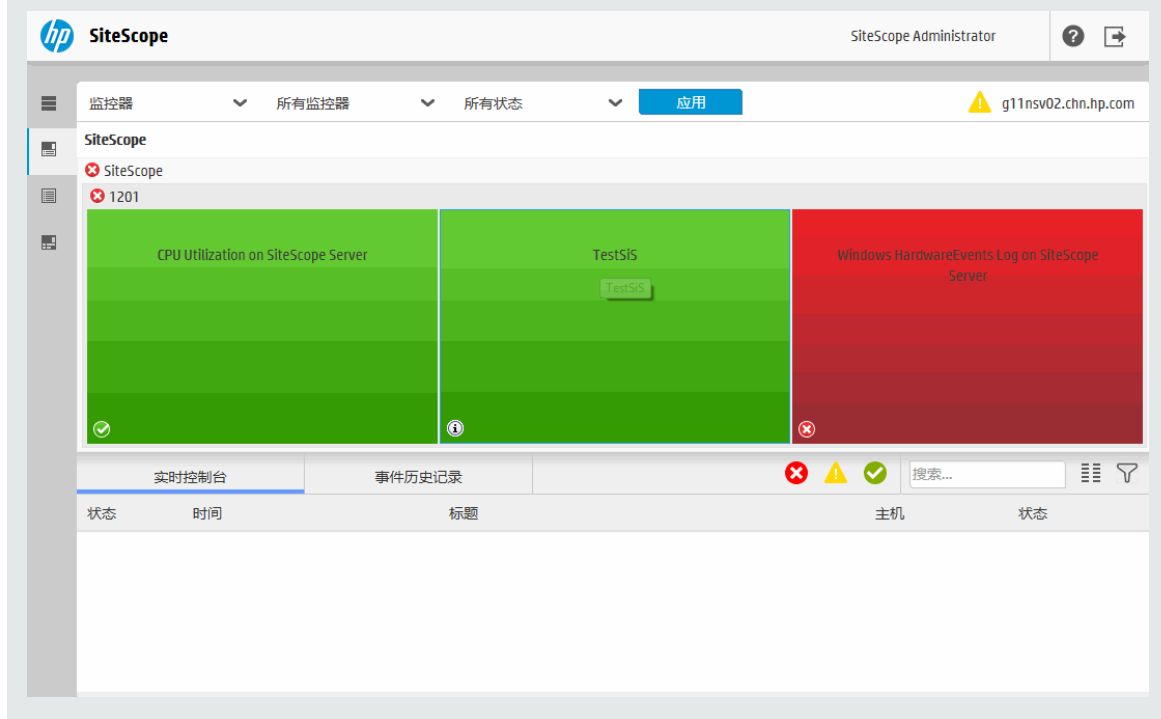 hp SiteScope SiteScope Administrator ?
监控器 所有监控器 所有状态 应用 g11nsv02.chn.hp.com
SiteScope
SiteScope
1201
CPU Utilization on SiteScope Server
TestSiS
TestSiS
Windows HardwareEvents Log on SiteScope
Server
实时控制台 事件历史记录 搜索...
状态 时间 标题 主机 状态